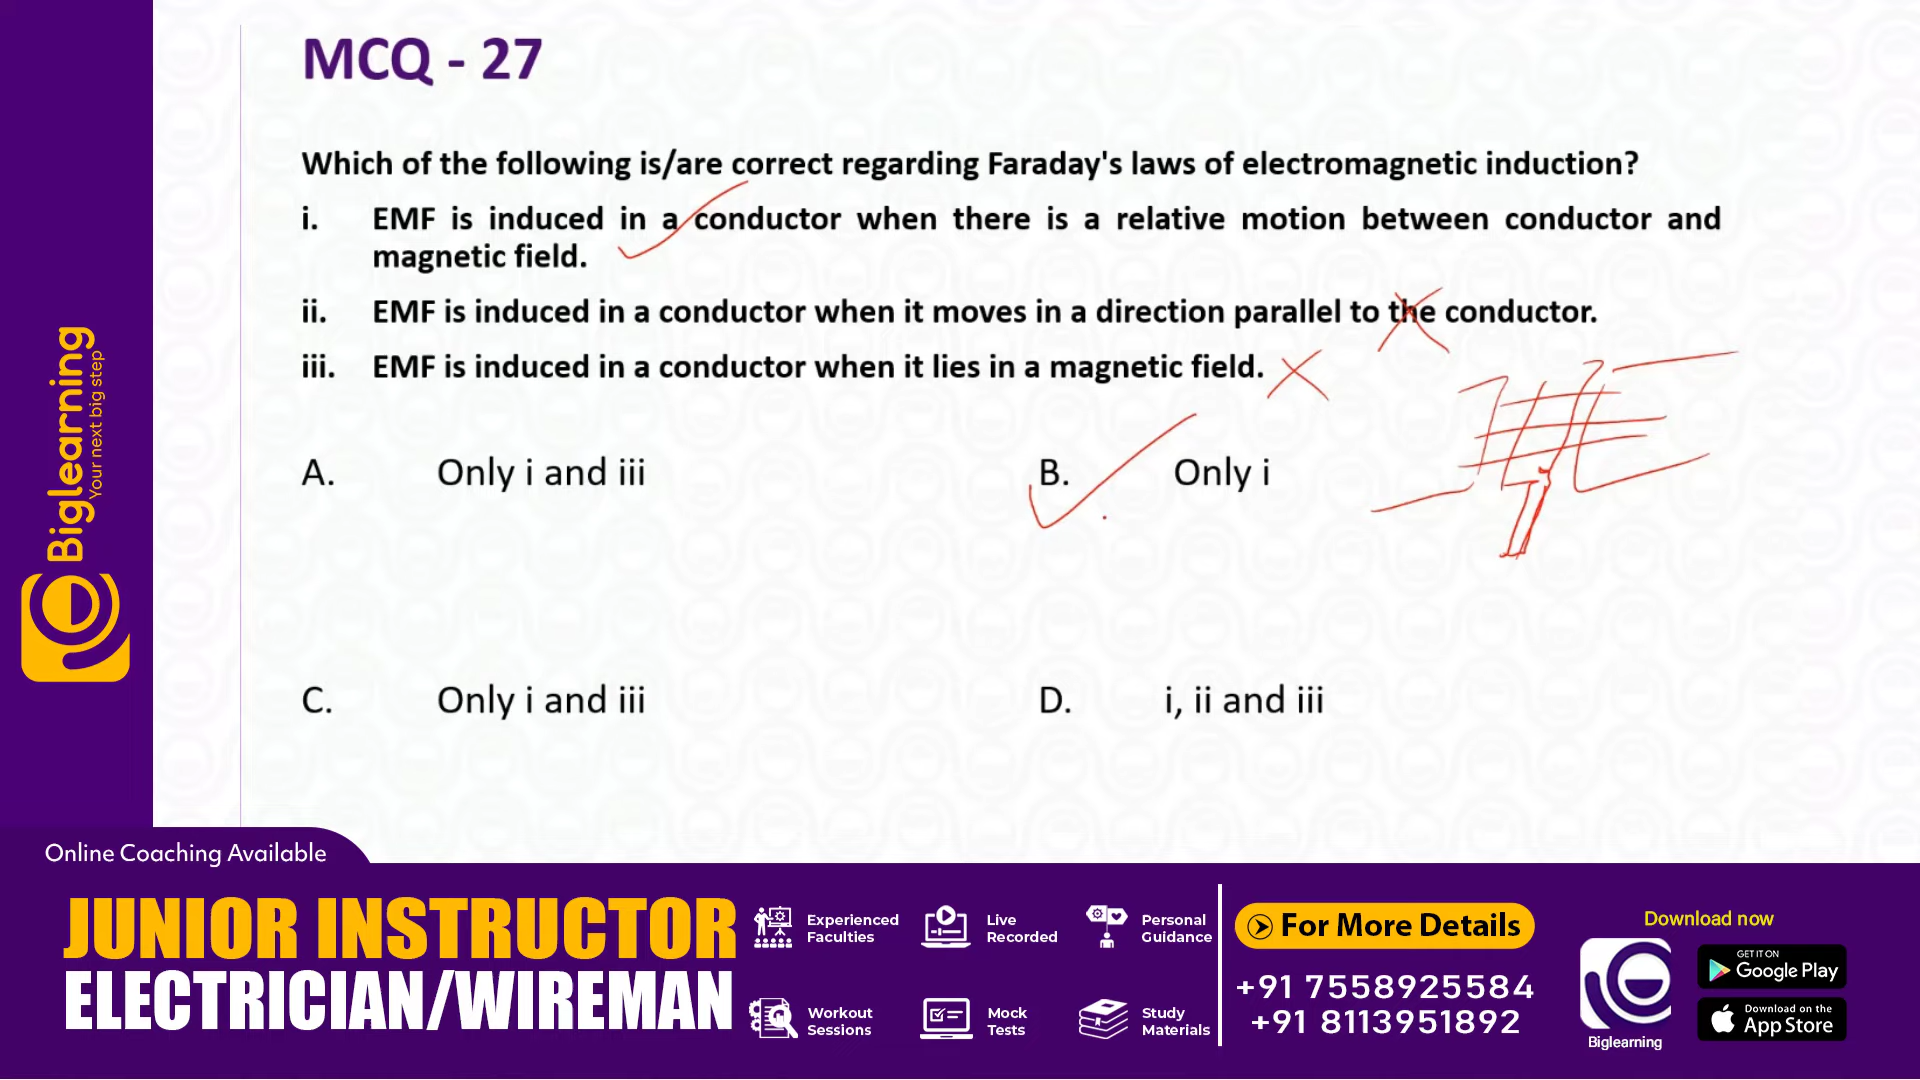 MCQ - 27
Which of the following is/are correct regarding Faraday's laws of electromagnetic induction?
i. EMF is induced in a conductor when there is a relative motion between conductor and
magnetic field.
ii. EMF is induced in a conductor when it moves in a direction parallel to the conductor.
iii. EMF is induced in a conductor when it lies in a magnetic field.
A. Only i and iii
B. Only i
C. Only i and iii
D. i, ii and iii
Biglearning
Your next big step
Online Coaching Available
JUNIOR INSTRUCTOR
ELECTRICIAN/WIREMAN
Experienced
Faculties
Live
Recorded
Personal
Guidance
Workout
Sessions
Mock
Tests
Study
Materials
For More Details
+91 7558925584
+91 8113951892
Biglearning
Download now
GET IT ON
Google Play
Download on the
App Store